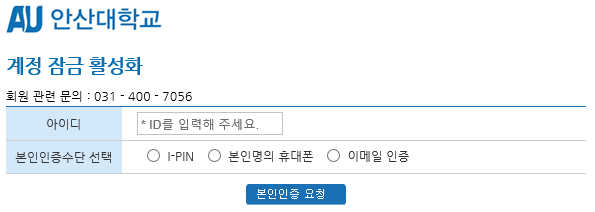 AU 안산대학교
계정 잠금 활성화
회원 관련 문의 : 031 - 400 - 7056
아이디 * ID를 입력해 주세요.
본인인증수단 선택 I-PIN 본인명의 휴대폰 이메일 인증
본인인증 요청